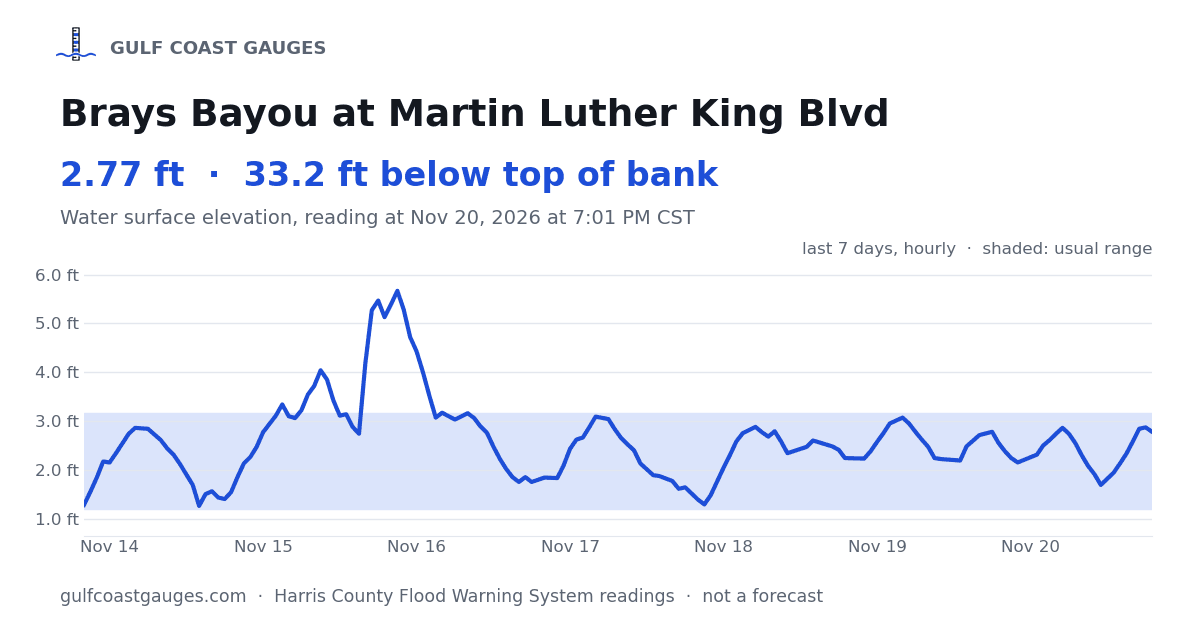 GULF COAST GAUGES
Brays Bayou at Martin Luther King Blvd
2.77 ft · 33.2 ft below top of bank
Water surface elevation, reading at Nov 20, 2026 at 7:01 PM CST
last 7 days, hourly · shaded: usual range
6.0 ft
5.0 ft
4.0 ft
3.0 ft
2.0 ft
1.0 ft
Nov 14 Nov 15 Nov 16 Nov 17 Nov 18 Nov 19 Nov 20
gulfcoastgauges.com · Harris County Flood Warning System readings · not a forecast